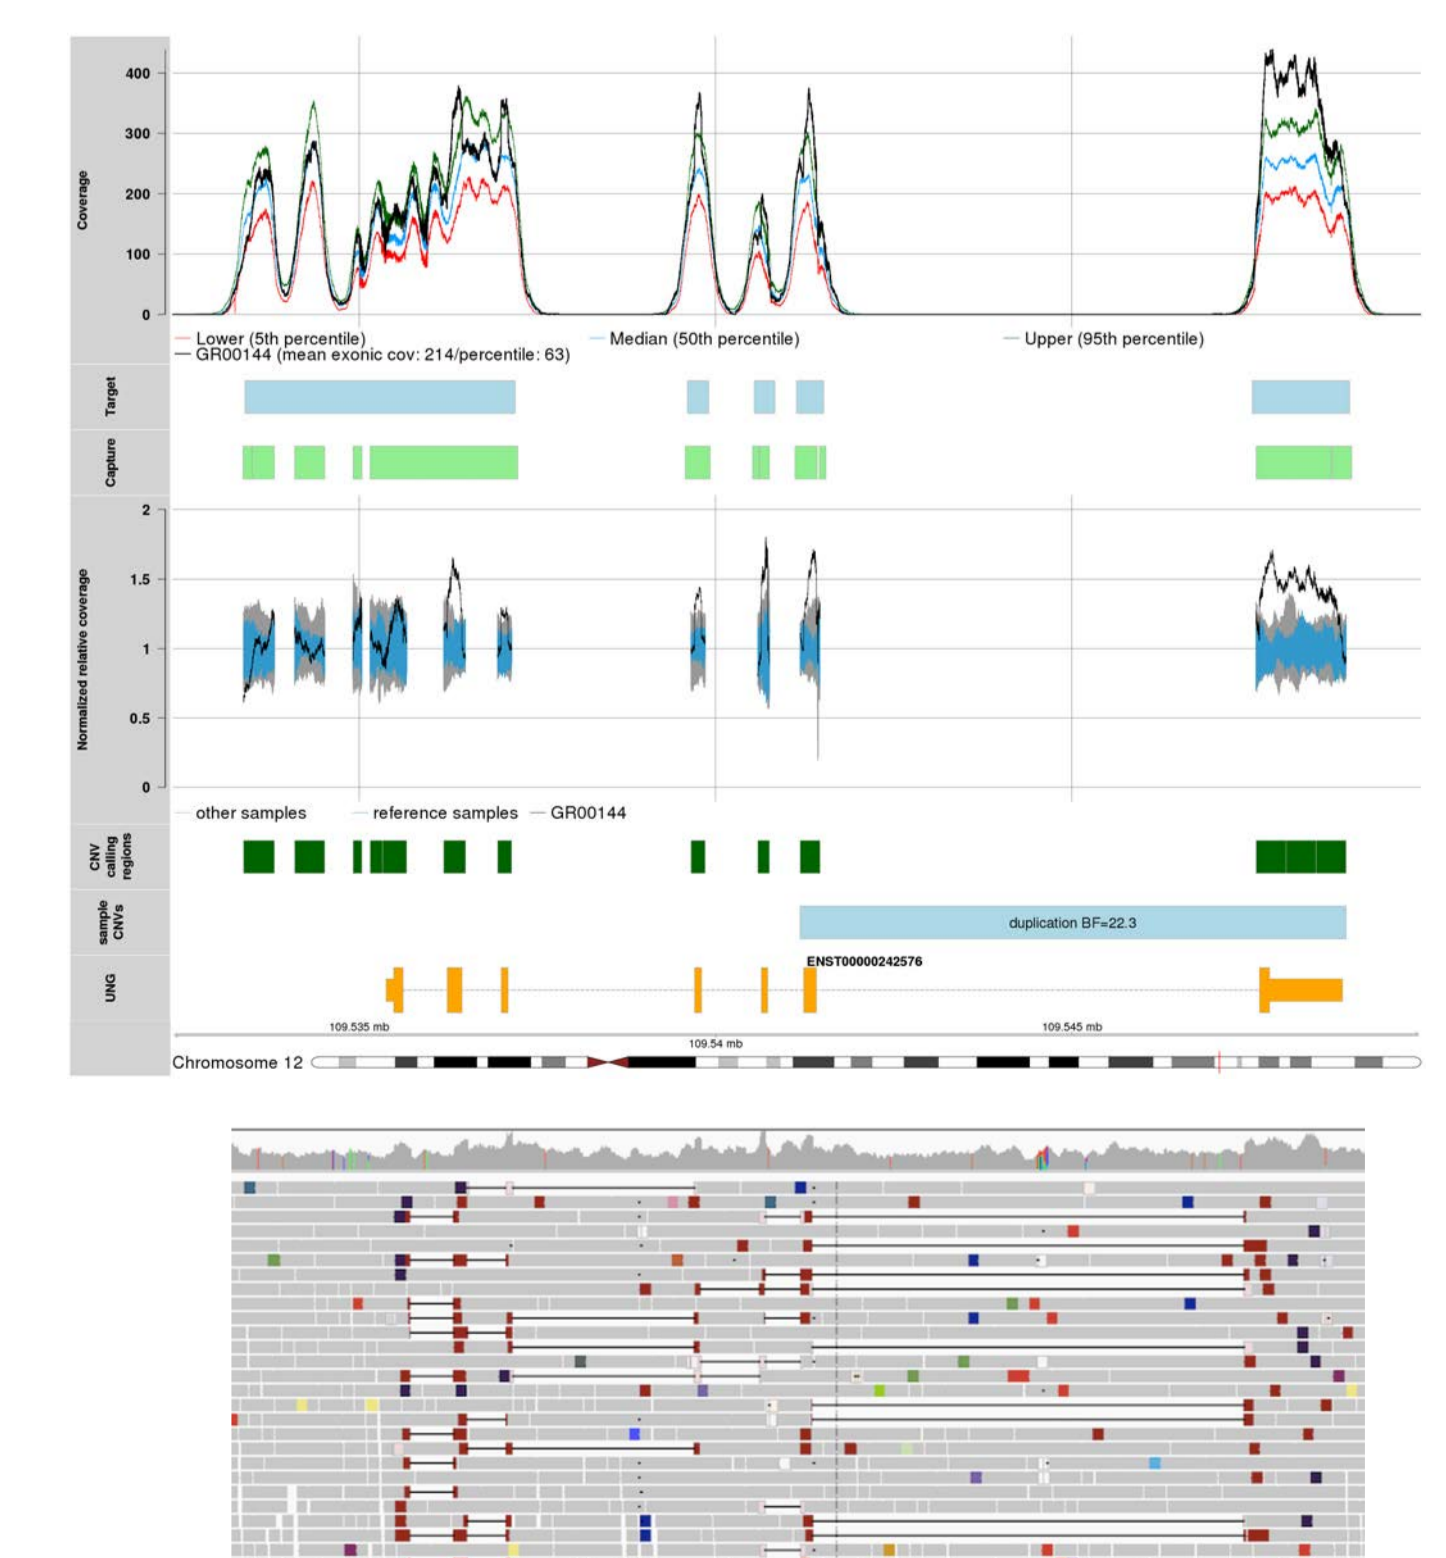 Coverage
400
300
200
100
0
Lower (5th percentile)
Median (50th percentile)
Upper (95th percentile)
GR00144 (mean exonic cov: 214/percentile: 63)
Target
Capture
Normalized relative coverage
2
1.5
1
0.5
0
other samples
reference samples
GR00144
CNV
calling
regions
sample
CNVs
duplication BF=22.3
UNG
ENST00000242576
109.535 mb
109.545 mb
109.54 mb
Chromosome 12